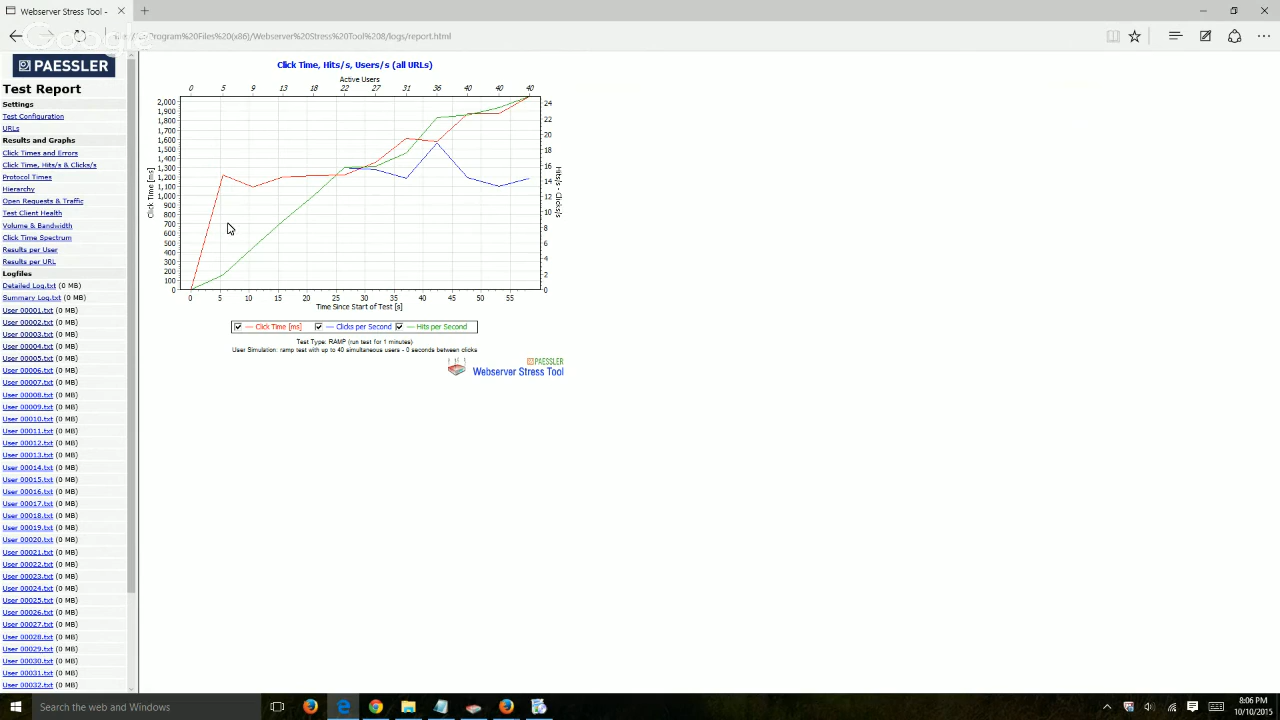 Webserver Stress Tool -
Google
Program%20Files%20(x86)/Webserver%20Stress%20Tool%208/logs/report.html
PAESSLER
Test Report
Settings
Test Configuration
URLs
Results and Graphs
Click Times and Errors
Click Time, Hits/s & Clicks/s
Protocol Times
Hierarchy
Open Requests & Traffic
Test Client Health
Volume & Bandwidth
Click Time Spectrum
Results per User
Results per URL
Logfiles
Detailed Log.txt (0 MB)
Summary Log.txt (0 MB)
User 00001.txt (0 MB)
User 00002.txt (0 MB)
User 00003.txt (0 MB)
User 00004.txt (0 MB)
User 00005.txt (0 MB)
User 00006.txt (0 MB)
User 00007.txt (0 MB)
User 00008.txt (0 MB)
User 00009.txt (0 MB)
User 00010.txt (0 MB)
User 00011.txt (0 MB)
User 00012.txt (0 MB)
User 00013.txt (0 MB)
User 00014.txt (0 MB)
User 00015.txt (0 MB)
User 00016.txt (0 MB)
User 00017.txt (0 MB)
User 00018.txt (0 MB)
User 00019.txt (0 MB)
User 00020.txt (0 MB)
User 00021.txt (0 MB)
User 00022.txt (0 MB)
User 00023.txt (0 MB)
User 00024.txt (0 MB)
User 00025.txt (0 MB)
User 00026.txt (0 MB)
User 00027.txt (0 MB)
User 00028.txt (0 MB)
User 00029.txt (0 MB)
User 00030.txt (0 MB)
User 00031.txt (0 MB)
User 00032.txt (0 MB)
Click Time, Hits/s, Users/s (all URLs)
Active Users
0 5 9 13 18 22 27 31 36 40 40 40
2,000
1,900
1,800
1,700
1,600
1,500
1,400
1,300
1,200
1,100
1,000
900
800
700
600
500
400
300
200
100
0
Click Time [ms]
24
22
20
18
16
14
12
10
8
6
4
2
0
Hits/s - Clicks/s
0 5 10 15 20 25 30 35 40 45 50 55
Time Since Start of Test [s]
Click Time [ms] Clicks per Second Hits per Second
Test Type: RAMP (run test for 1 minutes)
User Simulation: ramp test with up to 40 simultaneous users - 0 seconds between clicks
PAESSLER
Webserver Stress Tool
Search the web and Windows
8:06 PM
10/10/2015